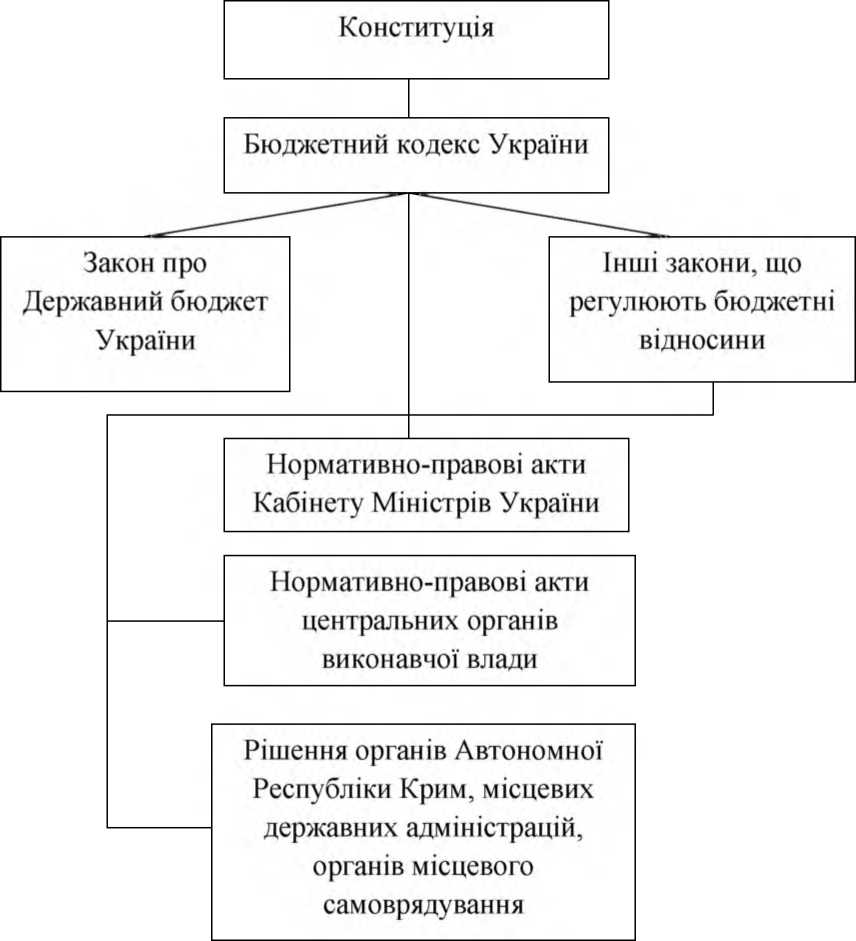 Конституція
Бюджетний кодекс України
Закон про
Державний бюджет
України
Інші закони, що
регулюють бюджетні
відносини
Нормативно-правові акти
Кабінету Міністрів України
Нормативно-правові акти
центральних органів
виконавчої влади
Рішення органів Автономної
Республіки Крим, місцевих
державних адміністрацій,
органів місцевого
самоврядування